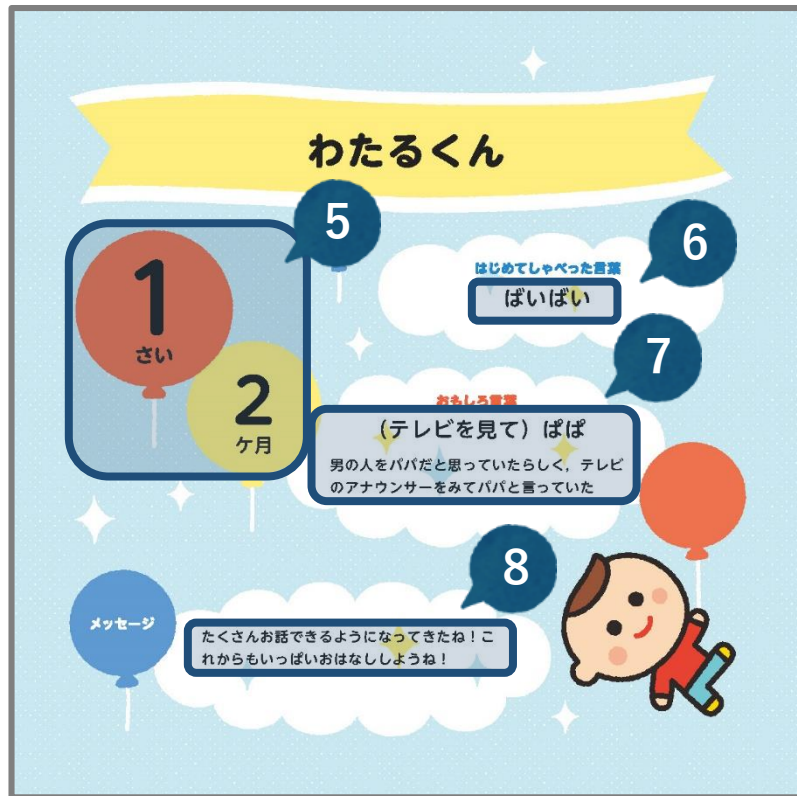 わたるくん
5
1
さい
2
ケ月
6
はじめてしゃべった言葉
ばいばい
7
おもしろ言葉
（テレビを見て）ぱぱ
男の人をパパだと思っていたらしく，テレビ
のアナウンサーをみてパパと言っていた
8
メッセージ
たくさんお話できるようになってきたね！こ
れからもいっぱいおはなししようね！